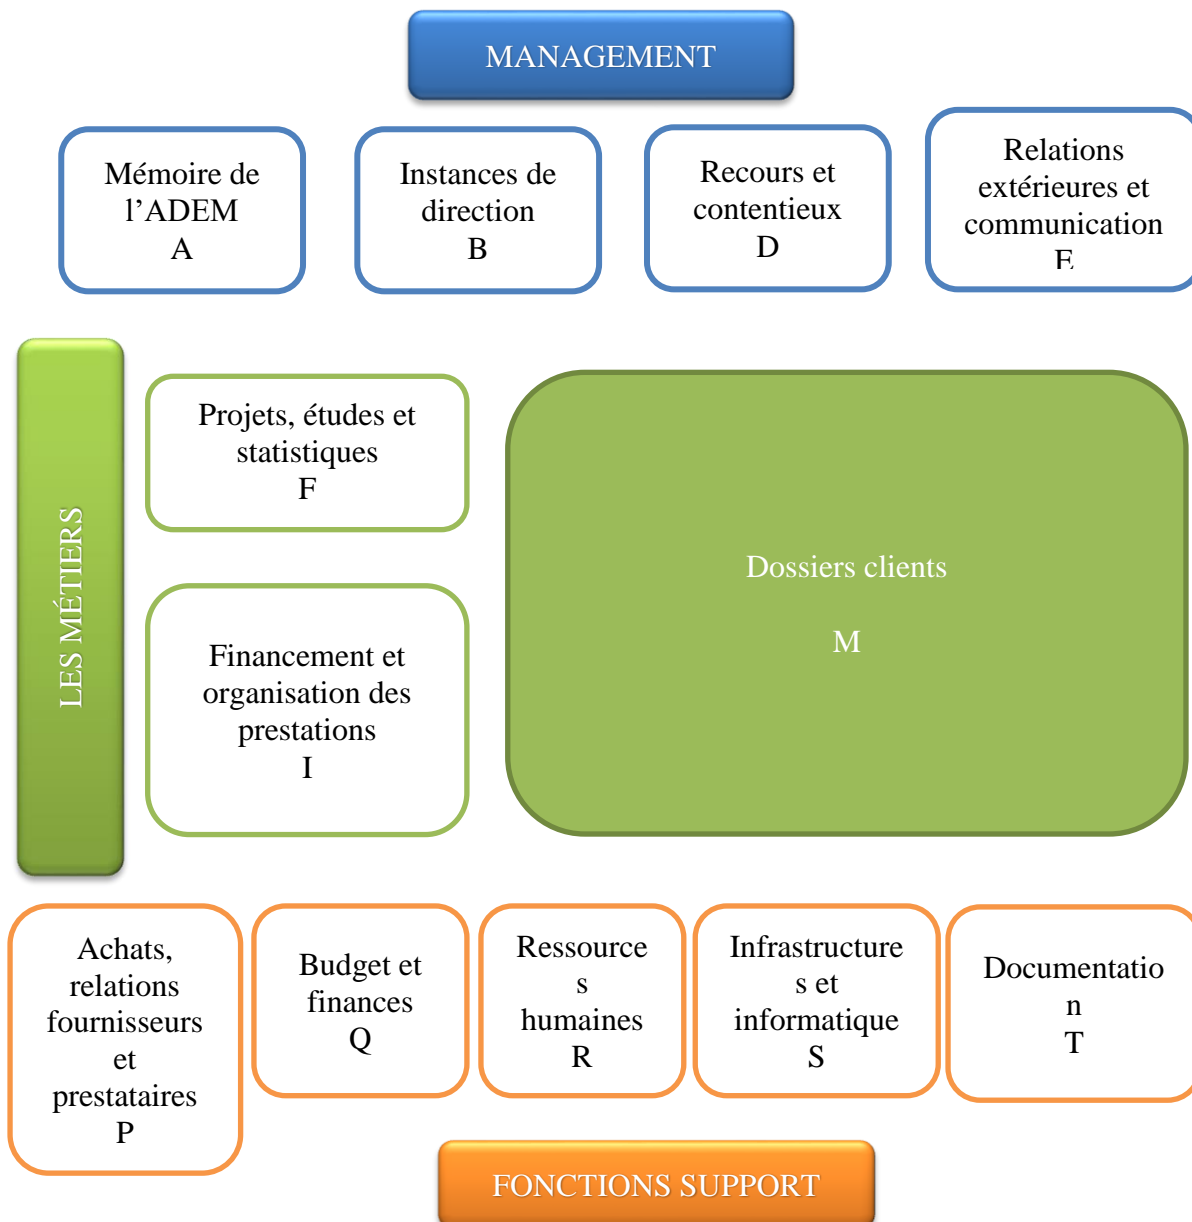 MANAGEMENT
Mémoire de
l’ADEM
A
Instances de
direction
B
Recours et
contentieux
D
Relations
extérieures et
communication
E
LES MÉTIERS
Projets, études et
statistiques
F
Financement et
organisation des
prestations
I
Dossiers clients
M
Achats,
relations
fournisseurs
et
prestataires
P
Budget et
finances
Q
Ressource
s
humaines
R
Infrastructure
s et
informatique
S
Documentatio
n
T
FONCTIONS SUPPORT